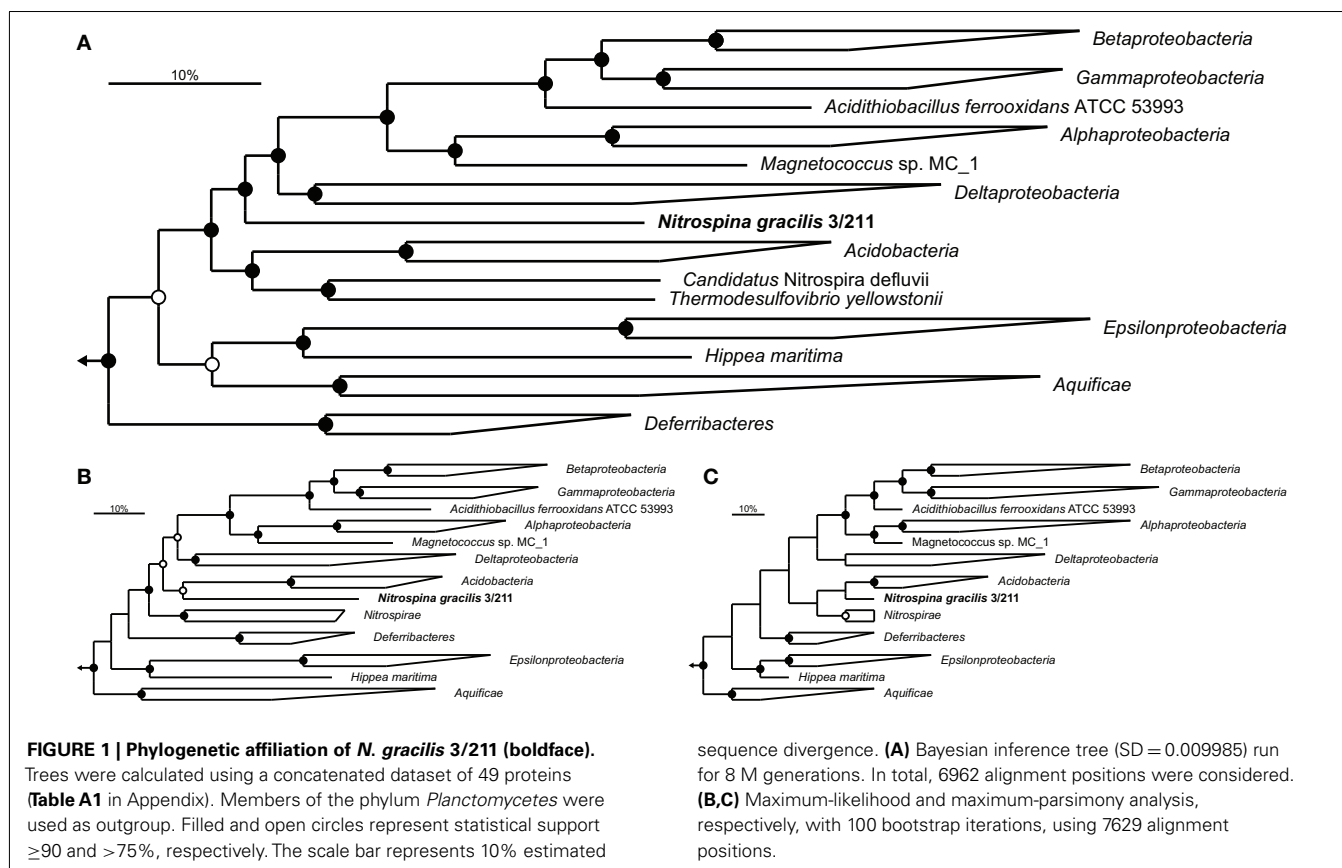 A
10%
Betaproteobacteria
Gammaproteobacteria
Acidithiobacillus ferrooxidans ATCC 53993
Alphaproteobacteria
Magnetococcus sp. MC_1
Deltaproteobacteria
Nitrospina gracilis 3/211
Acidobacteria
Candidatus Nitrospira defluvii
Thermodesulfovibrio yellowstonii
Epsilonproteobacteria
Hippea maritima
Aquificae
Deferribacteres
B
10%
Betaproteobacteria
Gammaproteobacteria
Acidithiobacillus ferrooxidans ATCC 53993
Alphaproteobacteria
Magnetococcus sp. MC_1
Deltaproteobacteria
Acidobacteria
Nitrospina gracilis 3/211
Nitrospirae
Deferribacteres
Epsilonproteobacteria
Hippea maritima
Aquificae
C
10%
Betaproteobacteria
Gammaproteobacteria
Acidithiobacillus ferrooxidans ATCC 53993
Alphaproteobacteria
Magnetococcus sp. MC_1
Deltaproteobacteria
Acidobacteria
Nitrospina gracilis 3/211
Nitrospirae
Deferribacteres
Epsilonproteobacteria
Hippea maritima
Aquificae
FIGURE 1 | Phylogenetic affiliation of N. gracilis 3/211 (boldface).
Trees were calculated using a concatenated dataset of 49 proteins
(Table A1 in Appendix). Members of the phylum Planctomycetes were
used as outgroup. Filled and open circles represent statistical support
≥90 and >75%, respectively. The scale bar represents 10% estimated
sequence divergence. (A) Bayesian inference tree (SD = 0.009985) run
for 8 M generations. In total, 6962 alignment positions were considered.
(B,C) Maximum-likelihood and maximum-parsimony analysis,
respectively, with 100 bootstrap iterations, using 7629 alignment
positions.